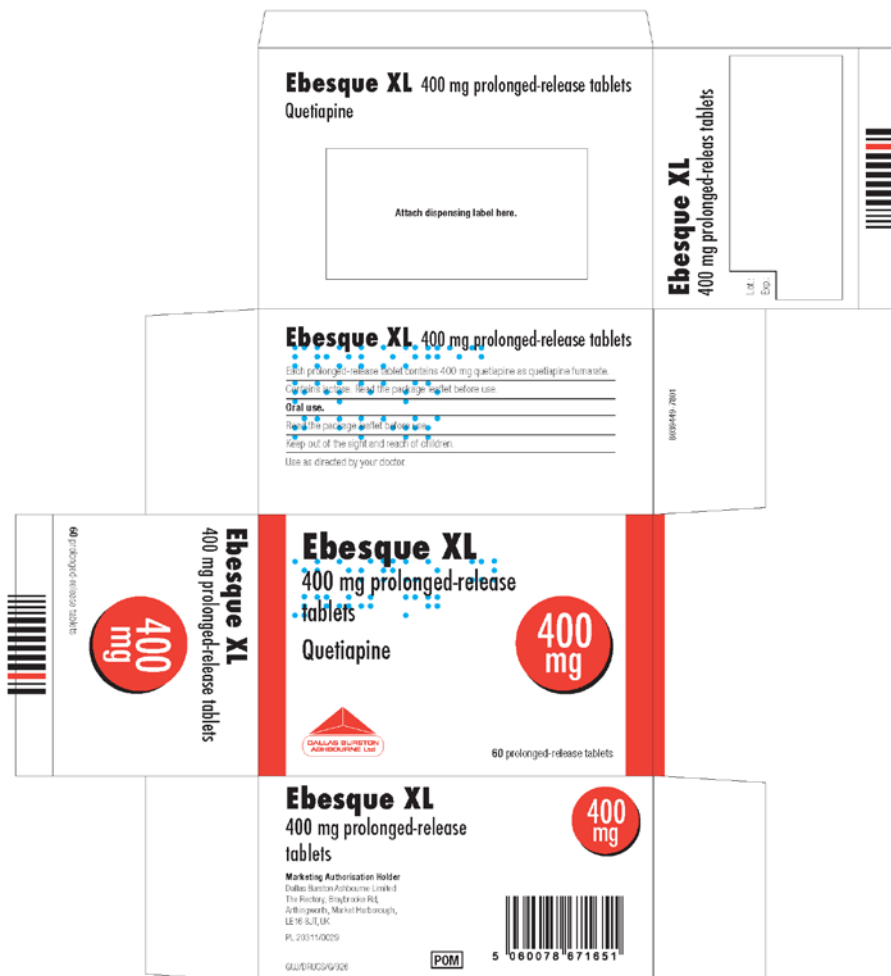 Ebesque XL 400 mg prolonged-release tablets
Quetiapine
Attach dispensing label here.
Ebesque XL
400 mg prolonged-releas tablets
Lot.:
Exp.:
Ebesque XL 400 mg prolonged-release tablets
Each prolonged-release tablet contains 400 mg quetiapine as quetiapine fumarate.
Contains lactose. Read the package leaflet before use.
Oral use.
Read the package leaflet before use.
Keep out of the sight and reach of children.
Use as directed by your doctor
8039449-7801
Ebesque XL
400 mg prolonged-release tablets
400
mg
60 prolonged-release tablets
Ebesque XL
400 mg prolonged-release
tablets
Quetiapine
400
mg
DALLAS BURSTON
ASHBOURNE Ltd
60 prolonged-release tablets
Ebesque XL
400 mg prolonged-release
tablets
400
mg
Marketing Authorisation Holder
Dallas Burston Ashbourne Limited
The Rectory, Braybrooke Rd,
Arthingworth, Market Harborough,
LE16 8JT, UK
PL 20311/0029
POM
5 060078 671651